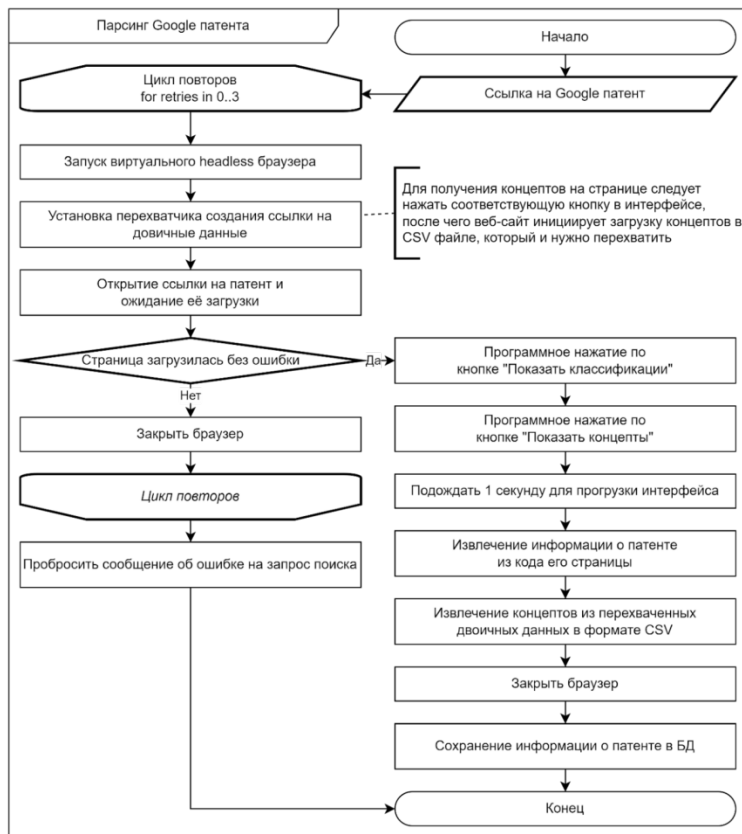 Парсинг Google патента
Начало
Ссылка на Google патент
Цикл повторов
for retries in 0..3
Запуск виртуального headless браузера
Установка перехватчика создания ссылки на
довичные данные
Для получения концептов на странице следует
нажать соответствующую кнопку в интерфейсе,
после чего веб-сайт инициирует загрузку концептов в
CSV файле, который и нужно перехватить
Открытие ссылки на патент и
ожидание её загрузки
Страница загрузилась без ошибки
Да
Нет
Закрыть браузер
Цикл повторов
Пробросить сообщение об ошибке на запрос поиска
Программное нажатие по
кнопке "Показать классификации"
Программное нажатие по
кнопке "Показать концепты"
Подождать 1 секунду для прогрузки интерфейса
Извлечение информации о патенте
из кода его страницы
Извлечение концептов из перехваченных
двоичных данных в формате CSV
Закрыть браузер
Сохранение информации о патенте в БД
Конец